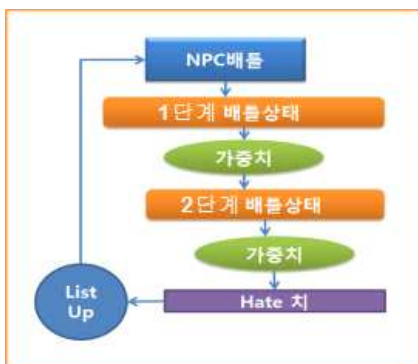 NPC배틀
1단계 배틀상태
가중치
2단계 배틀상태
가중치
Hate 치
List
Up